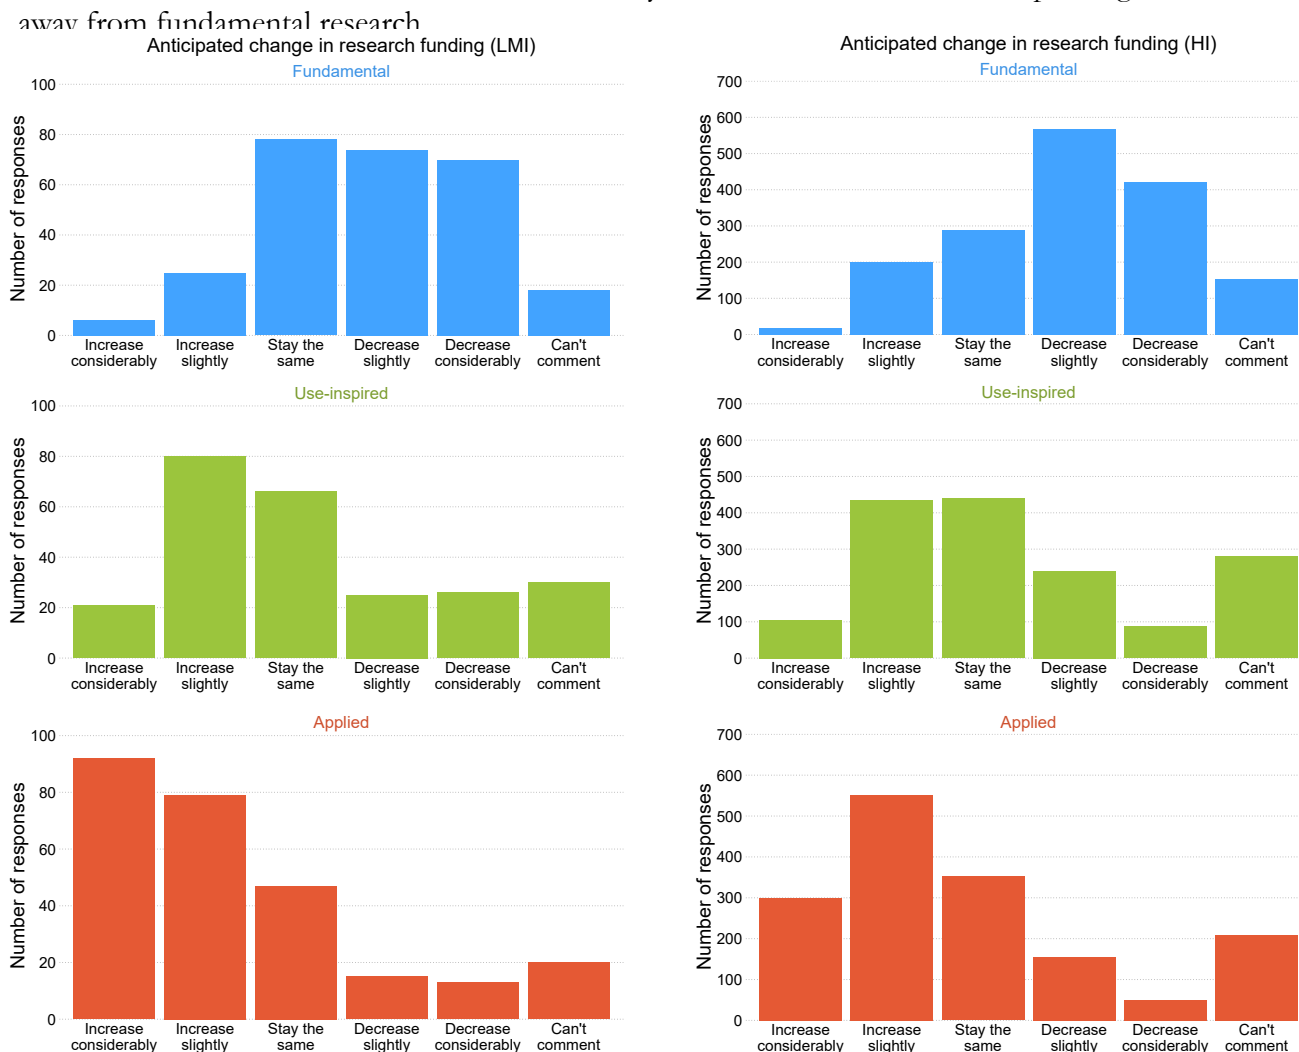 away from fundamental research
Anticipated change in research funding (LMI)
Fundamental
Number of responses
100
80
60
40
20
0
Increase considerably
Increase slightly
Stay the same
Decrease slightly
Decrease considerably
Can't comment
Use-inspired
Number of responses
100
80
60
40
20
0
Increase considerably
Increase slightly
Stay the same
Decrease slightly
Decrease considerably
Can't comment
Applied
Number of responses
100
80
60
40
20
0
Increase considerably
Increase slightly
Stay the same
Decrease slightly
Decrease considerably
Can't comment
Anticipated change in research funding (HI)
Fundamental
Number of responses
700
600
500
400
300
200
100
0
Increase considerably
Increase slightly
Stay the same
Decrease slightly
Decrease considerably
Can't comment
Use-inspired
Number of responses
700
600
500
400
300
200
100
0
Increase considerably
Increase slightly
Stay the same
Decrease slightly
Decrease considerably
Can't comment
Applied
Number of responses
700
600
500
400
300
200
100
0
Increase considerably
Increase slightly
Stay the same
Decrease slightly
Decrease considerably
Can't comment